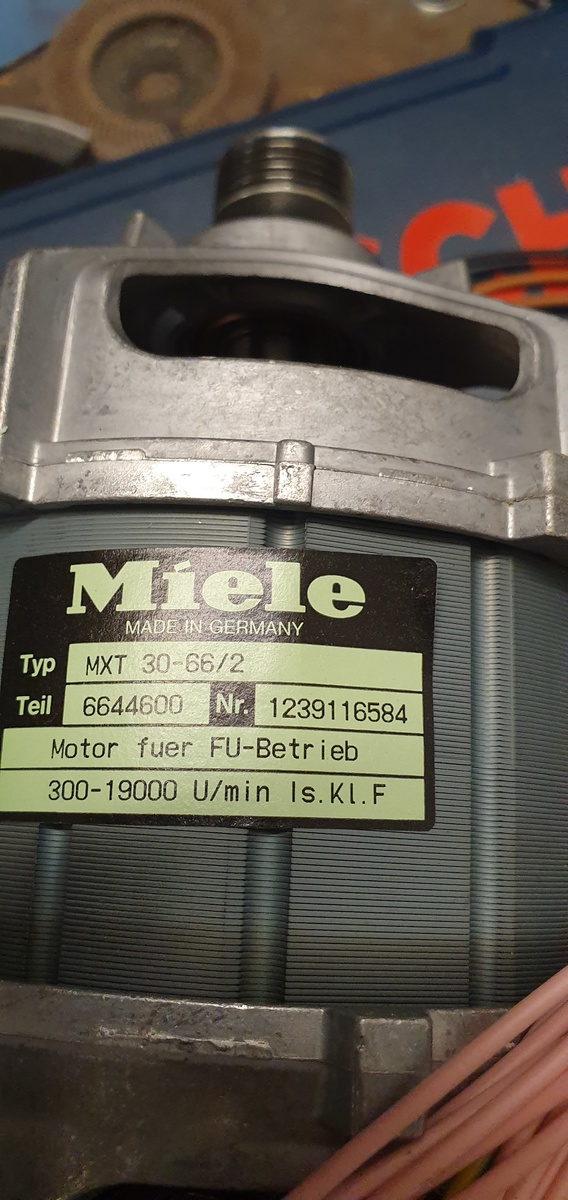 CH
Miele
MADE IN GERMANY
Typ MXT 30-66/2
Teil 6644600 Nr. 1239116584
Motor fuer FU-Betrieb
300-19000 U/min Is.Kl.F